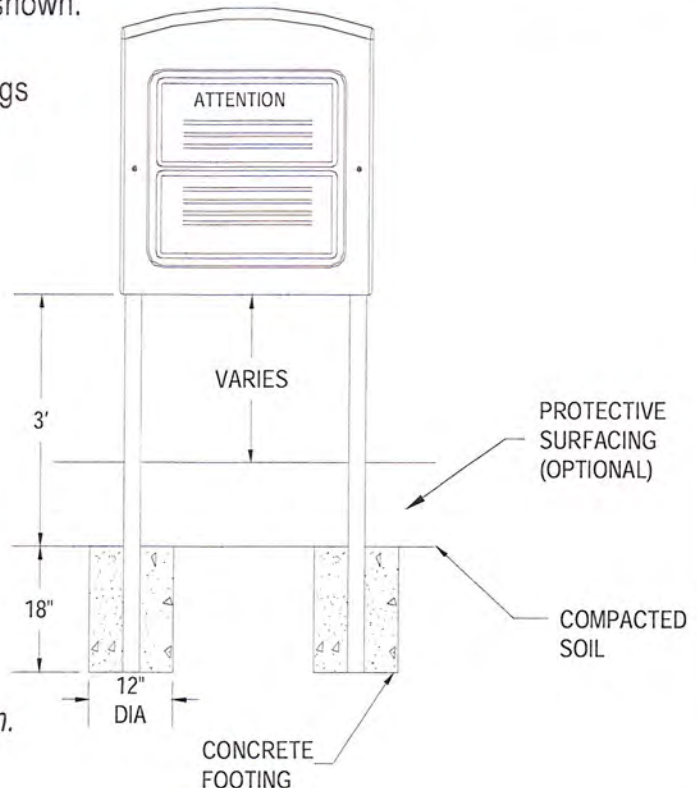 shown.
gs
ATTENTION
VARIES
3'
PROTECTIVE
SURFACING
(OPTIONAL)
18"
COMPACTED
SOIL
12"
DIA
CONCRETE
FOOTING